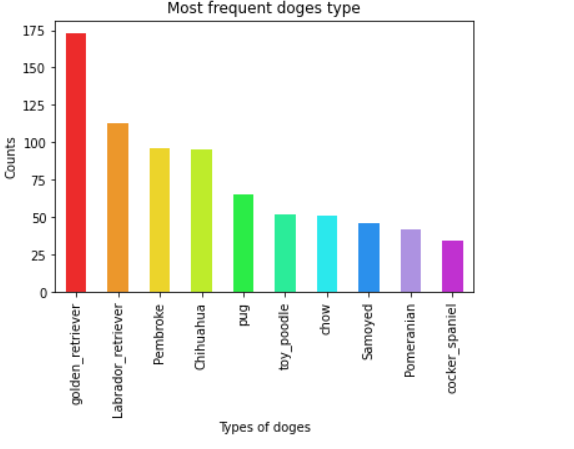 Most frequent doges type
175
150
125
100
75
50
25
0
Counts
golden_retriever
Labrador_retriever
Pembroke
Chihuahua
pug
toy_poodle
chow
Samoyed
Pomeranian
cocker_spaniel
Types of doges